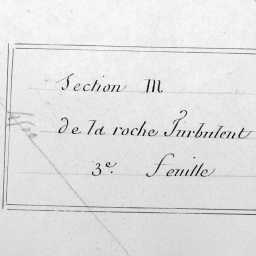 Section M
de la roche Turbulent
3e. feuille